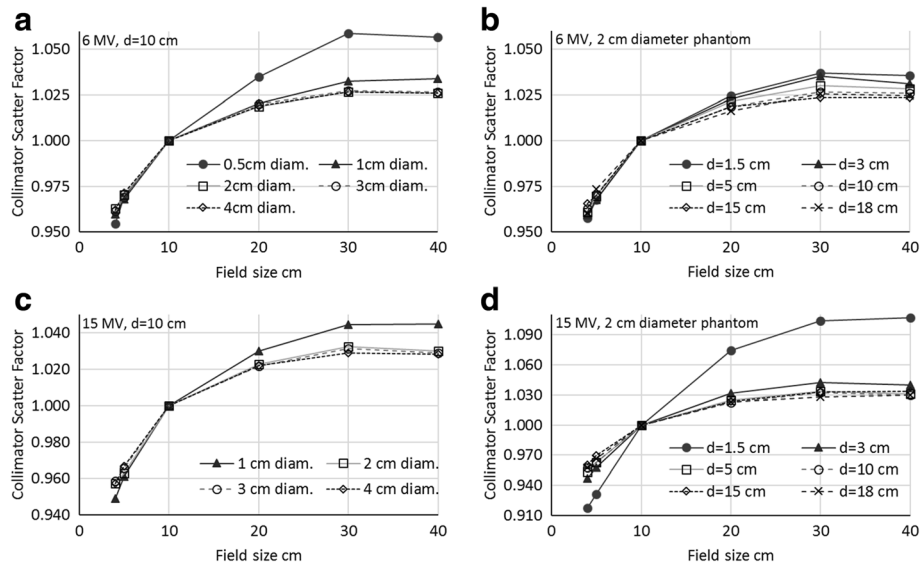 a
6 MV, d=10 cm
Collimator Scatter Factor
1.050
1.025
1.000
0.975
0.950
0.5cm diam. 1cm diam.
2cm diam. 3cm diam.
4cm diam.
0 10 20 30 40
Field size cm
b
6 MV, 2 cm diameter phantom
Collimator Scatter Factor
1.050
1.025
1.000
0.975
0.950
d=1.5 cm d=3 cm
d=5 cm d=10 cm
d=15 cm d=18 cm
0 10 20 30 40
Field size cm
c
15 MV, d=10 cm
Collimator Scatter Factor
1.040
1.020
1.000
0.980
0.960
0.940
1 cm diam. 2 cm diam.
3 cm diam. 4 cm diam.
0 10 20 30 40
Field size cm
d
15 MV, 2 cm diameter phantom
Collimator Scatter Factor
1.090
1.060
1.030
1.000
0.970
0.940
0.910
d=1.5 cm d=3 cm
d=5 cm d=10 cm
d=15 cm d=18 cm
0 10 20 30 40
Field size cm